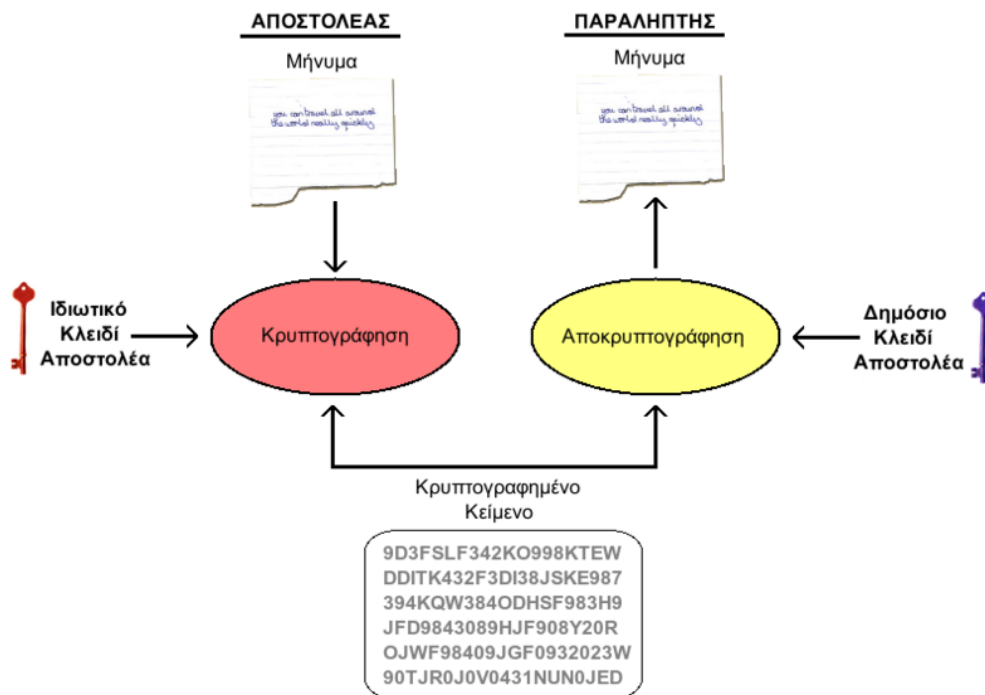 ΑΠΟΣΤΟΛΕΑΣ
Μήνυμα
you can travel all around
the world really quickly
ΠΑΡΑΛΗΠΤΗΣ
Μήνυμα
you can travel all around
the world really quickly
Ιδιωτικό
Κλειδί
Αποστολέα
Κρυπτογράφηση
Αποκρυπτογράφηση
Δημόσιο
Κλειδί
Αποστολέα
Κρυπτογραφημένο
Κείμενο
9D3FSLF342KO998KTEW
DDITK432F3DI38JSKE987
394KQW384ODHSF983H9
JFD9843089HJF908Y20R
OJWF98409JGF0932023W
90TJR0J0V0431NUN0JED